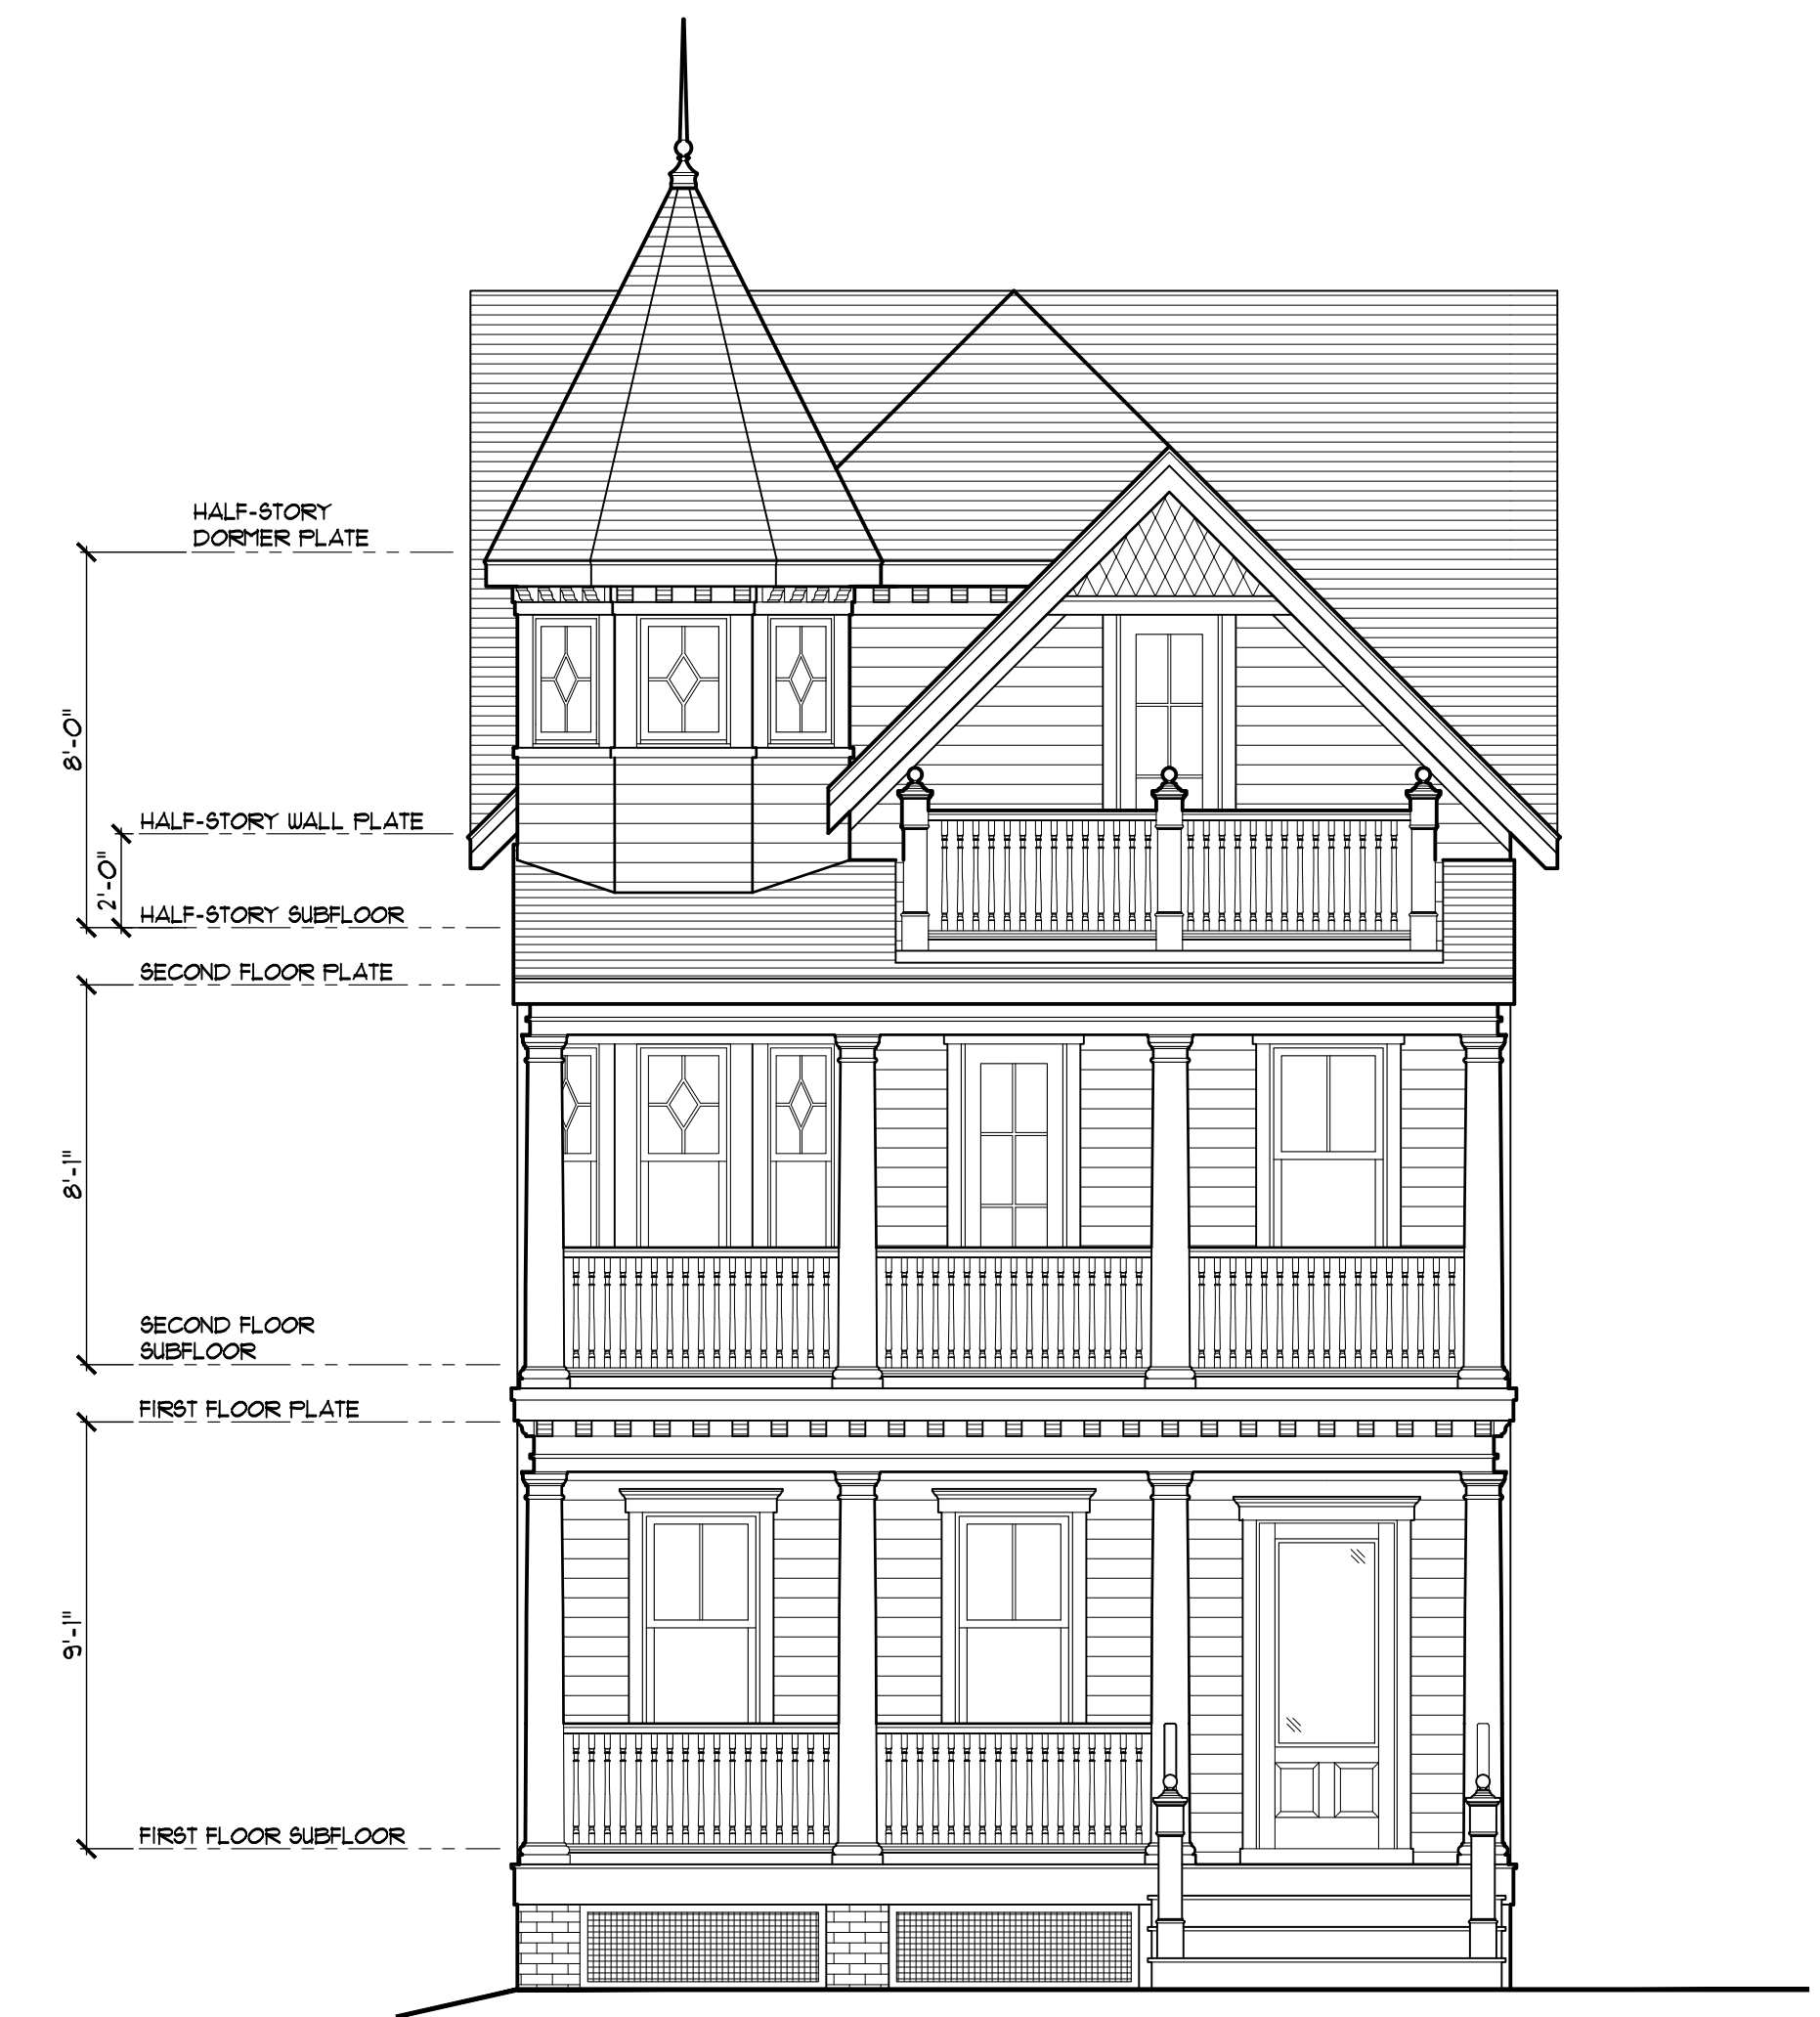 HALF-STORY
DORMER PLATE
8'-0"
HALF-STORY WALL PLATE
2'-0"
HALF-STORY SUBFLOOR
SECOND FLOOR PLATE
8'-1"
SECOND FLOOR
SUBFLOOR
FIRST FLOOR PLATE
9'-1"
FIRST FLOOR SUBFLOOR